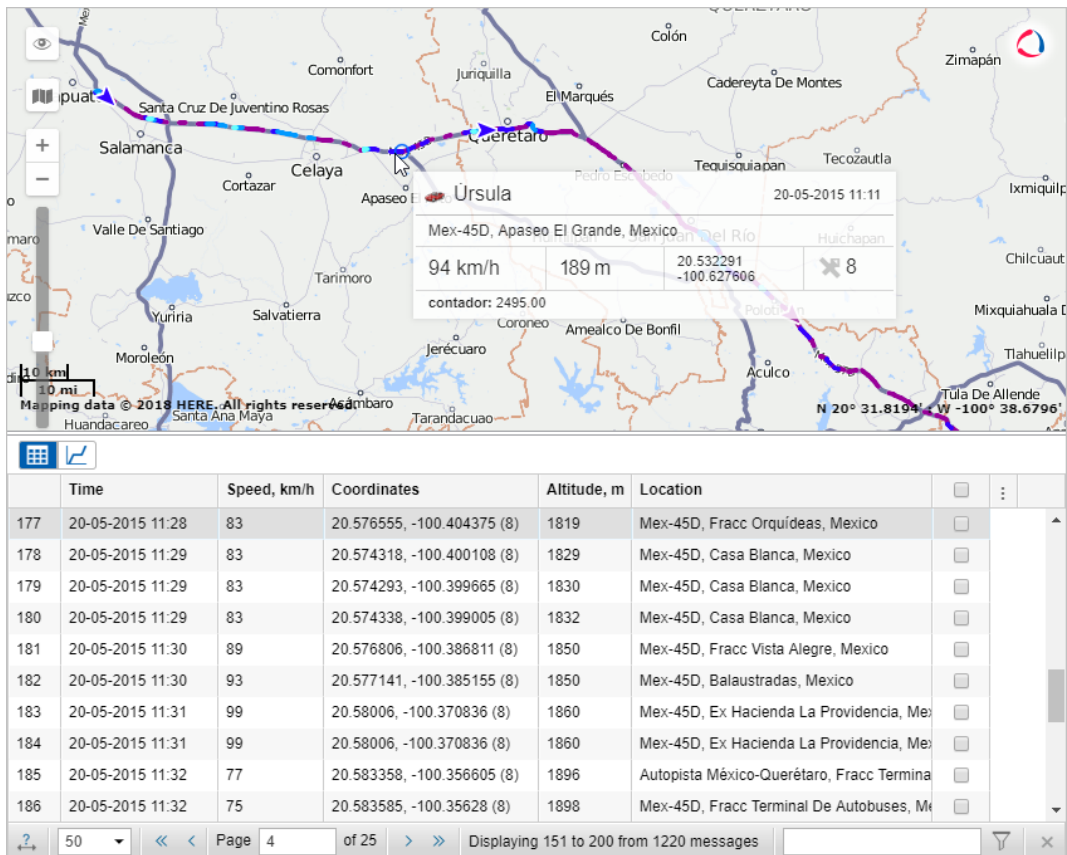 Colón
Zimapán
Comonfort
Juriquilla
Cadereyta De Montes
El Marqués
Santa Cruz De Juventino Rosas
Querétaro
Salamanca
Tecozautla
Tequisquiapan
Celaya
Pedro Escobedo
Cortazar
Ixmiquilp
Apaseo E
Úrsula
20-05-2015 11:11
Mex-45D, Apaseo El Grande, Mexico
Valle De Santiago
San Juan Del Río
Huichapan
maro
94 km/h
189 m
20.532291
-100.627606
8
Chilcuaut
Tarimoro
contador: 2495.00
Yuriria
Salvatierra
Mixquiahuala D
Coroneo
Amealco De Bonfil
Jerécuaro
Moroleón
Tlahuelilp
Aculco
10 km
10 mi
Tula De Allende
Mapping data © 2018 HERE. All rights reserved.
Acámbaro
N 20° 31.8194' : W -100° 38.6796'
Huandacareo
Santa Ana Maya
Tarandacuao
Time Speed, km/h Coordinates Altitude, m Location
177 20-05-2015 11:28 83 20.576555, -100.404375 (8) 1819 Mex-45D, Fracc Orquídeas, Mexico
178 20-05-2015 11:29 83 20.574318, -100.400108 (8) 1829 Mex-45D, Casa Blanca, Mexico
179 20-05-2015 11:29 83 20.574293, -100.399665 (8) 1830 Mex-45D, Casa Blanca, Mexico
180 20-05-2015 11:29 83 20.574338, -100.399005 (8) 1832 Mex-45D, Casa Blanca, Mexico
181 20-05-2015 11:30 89 20.576806, -100.386811 (8) 1850 Mex-45D, Fracc Vista Alegre, Mexico
182 20-05-2015 11:30 93 20.577141, -100.385155 (8) 1850 Mex-45D, Balaustradas, Mexico
183 20-05-2015 11:31 99 20.58006, -100.370836 (8) 1860 Mex-45D, Ex Hacienda La Providencia, Mex
184 20-05-2015 11:31 99 20.58006, -100.370836 (8) 1860 Mex-45D, Ex Hacienda La Providencia, Mex
185 20-05-2015 11:32 77 20.583358, -100.356605 (8) 1896 Autopista México-Querétaro, Fracc Termina
186 20-05-2015 11:32 75 20.583585, -100.35628 (8) 1898 Mex-45D, Fracc Terminal De Autobuses, Me
50 « < Page 4 of 25 > » Displaying 151 to 200 from 1220 messages